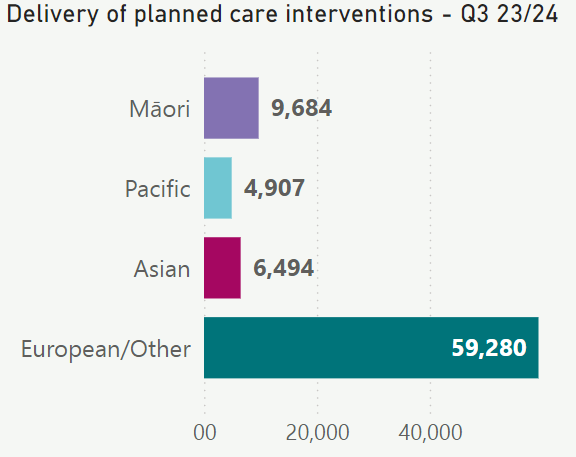 Delivery of planned care interventions - Q3 23/24
Māori 9,684
Pacific 4,907
Asian 6,494
European/Other 59,280
00 20,000 40,000